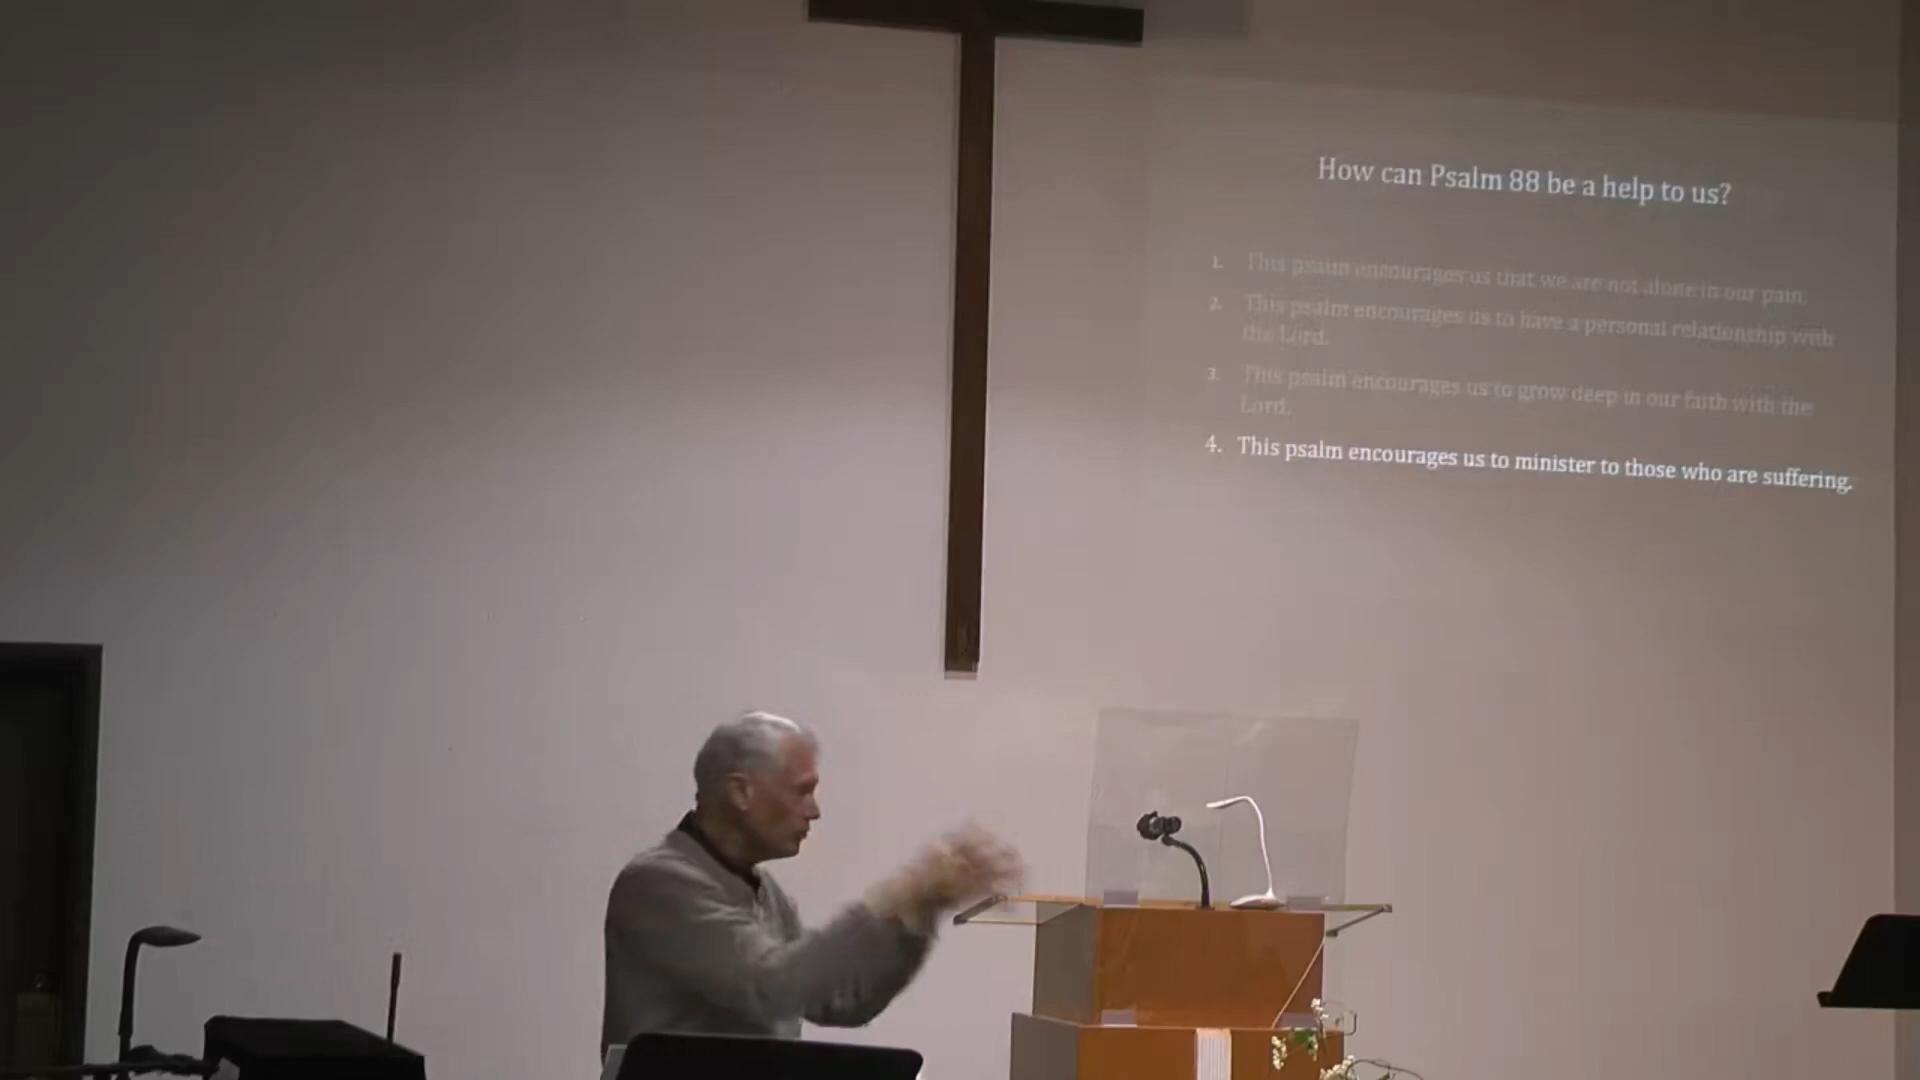 How can Psalm 88 be a help to us?
1. This psalm encourages us that we are not alone in our pain.
2. This psalm encourages us to have a personal relationship with
the Lord.
3. This psalm encourages us to grow deep in our faith with the
Lord.
4. This psalm encourages us to minister to those who are suffering.